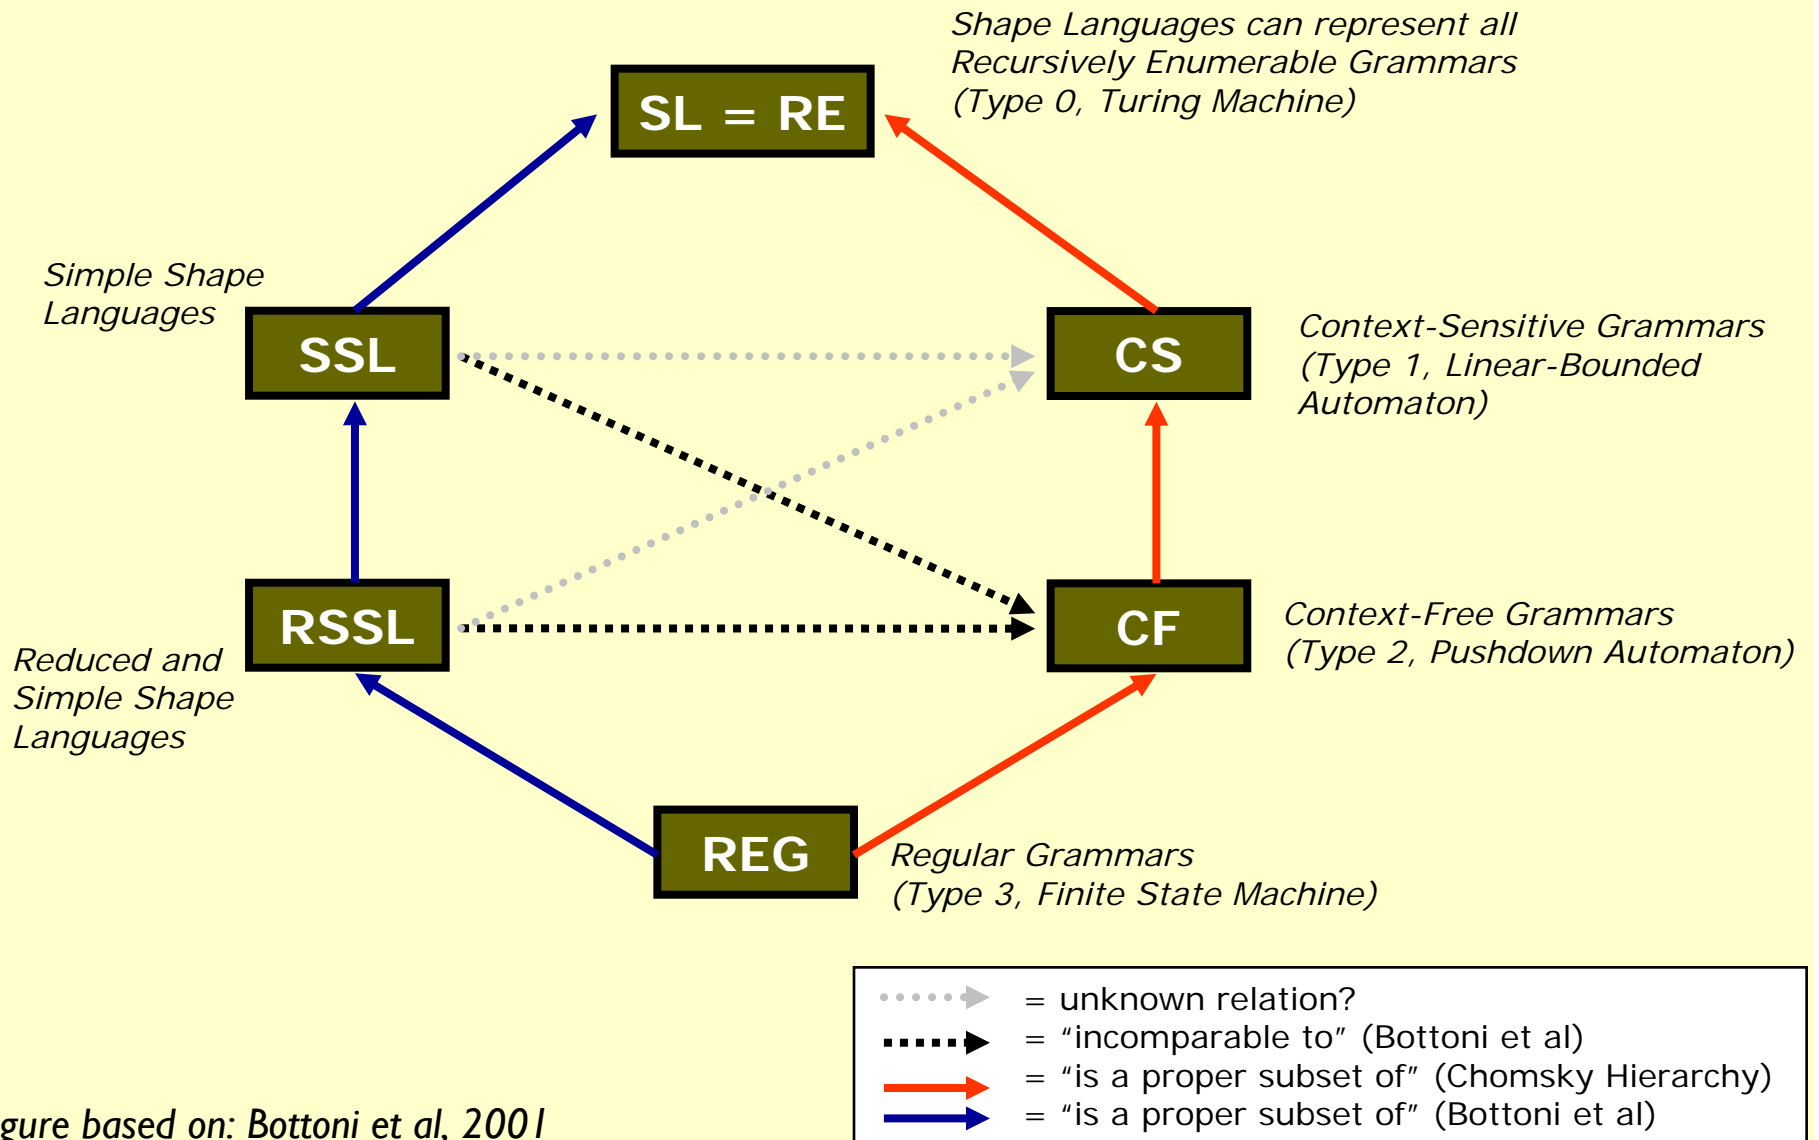 Shape Languages can represent all
Recursively Enumerable Grammars
(Type 0, Turing Machine)
SL = RE
Simple Shape
Languages
SSL
CS
Context-Sensitive Grammars
(Type 1, Linear-Bounded
Automaton)
RSSL
CF
Context-Free Grammars
(Type 2, Pushdown Automaton)
Reduced and
Simple Shape
Languages
REG
Regular Grammars
(Type 3, Finite State Machine)
= unknown relation?
= “incomparable to” (Bottoni et al)
= “is a proper subset of” (Chomsky Hierarchy)
= “is a proper subset of” (Bottoni et al)
gure based on: Bottoni et al, 2001